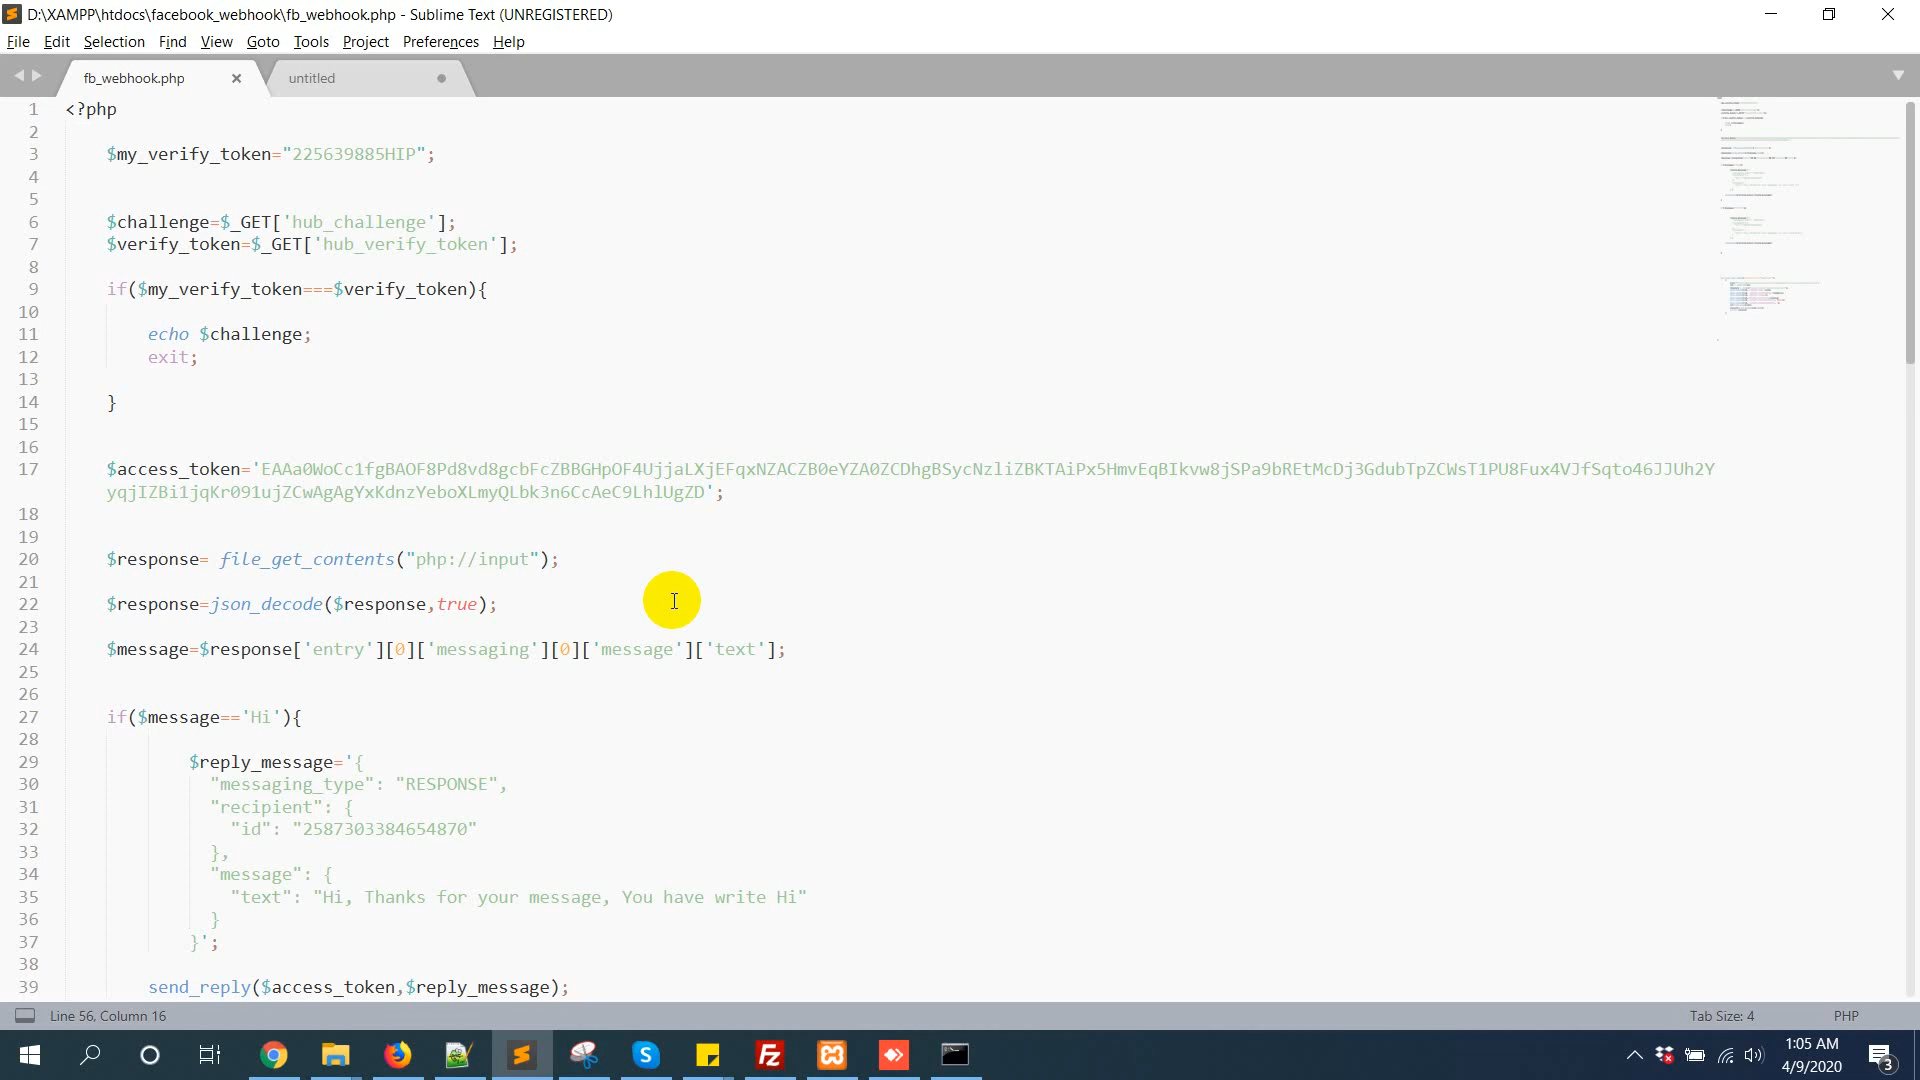 D:\XAMPP\htdocs\facebook_webhook\fb_webhook.php - Sublime Text (UNREGISTERED)
File Edit Selection Find View Goto Tools Project Preferences Help
fb_webhook.php untitled
1 <?php
2
3 $my_verify_token="225639885HIP";
4
5
6 $challenge=$_GET['hub_challenge'];
7 $verify_token=$_GET['hub_verify_token'];
8
9 if($my_verify_token===$verify_token){
10
11 echo $challenge;
12 exit;
13
14 }
15
16
17 $access_token='EAAa0WoCc1fgBAOF8Pd8vd8gcbFcZBBGHpOF4UjjaLXjEFqxNZACZB0eYZA0ZCDhgBSycNzliZBKTAiPx5HmvEqBIkvw8jSPa9bREtMcDj3GdubTpZCWsT1PU8Fux4VJfSqto46JJUh2Y
yqjIZBi1jqKr091ujZCwAgAgYxKdnzYeboXLmyQLbk3n6CcAeC9LhlUgZD';
18
19
20 $response= file_get_contents("php://input");
21
22 $response=json_decode($response,true);
23
24 $message=$response['entry'][0]['messaging'][0]['message']['text'];
25
26
27 if($message=='Hi'){
28
29 $reply_message='{
30 "messaging_type": "RESPONSE",
31 "recipient": {
32 "id": "2587303384654870"
33 },
34 "message": {
35 "text": "Hi, Thanks for your message, You have write Hi"
36 }
37 }';
38
39 send_reply($access_token,$reply_message);
Line 56, Column 16 Tab Size: 4 PHP
1:05 AM
4/9/2020
3